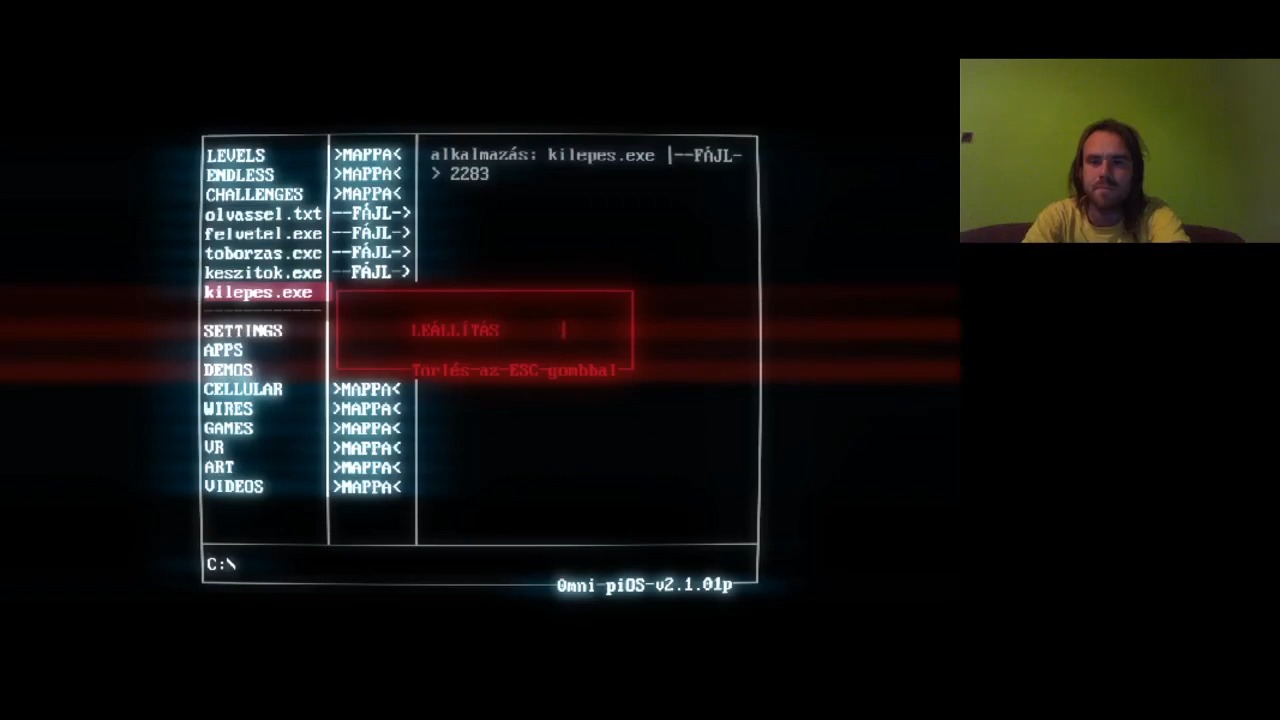 LEVELS >MAPPA< alkalmazás: kilepes.exe |--FÁJL-
ENDLESS >MAPPA< > 2283
CHALLENGES >MAPPA<
olvassel.txt --FÁJL->
felvetel.exe --FÁJL->
toborzas.exe --FÁJL->
keszitok.exe --FÁJL->
kilepes.exe
SETTINGS LEÁLLÍTÁS
APPS
DEMOS Törlés-az-ESC-gombbal
CELLULAR >MAPPA<
WIRES >MAPPA<
GAMES >MAPPA<
VR >MAPPA<
ART >MAPPA<
VIDEOS >MAPPA<
C:\
0mni piOS-v2.1.01p